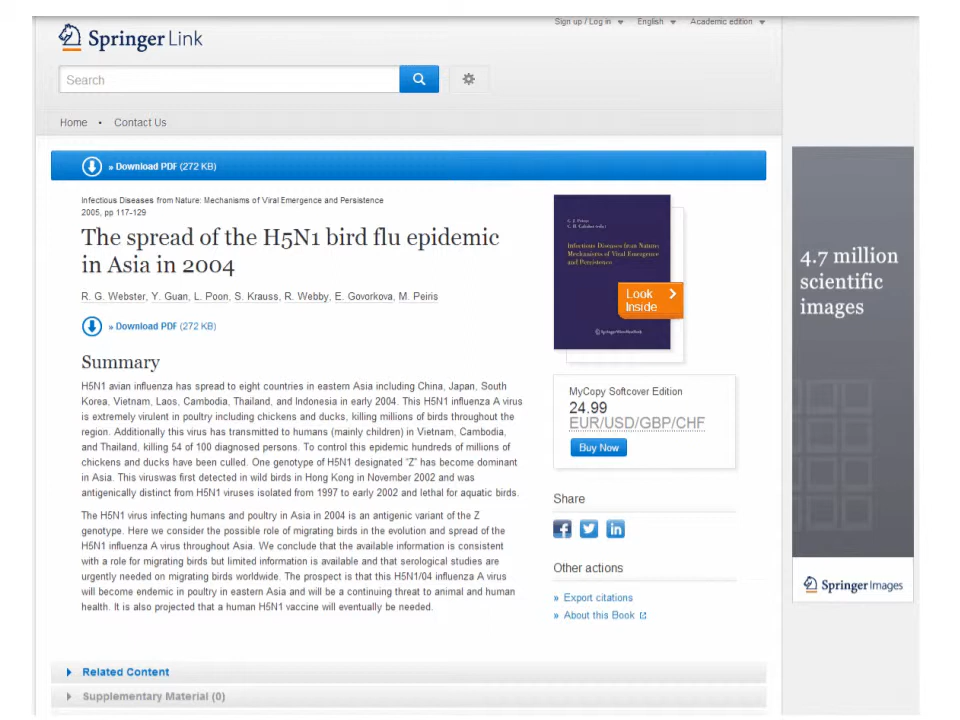 Sign up / Log in English Academic edition
Springer Link
Search
Home • Contact Us
» Download PDF (272 KB)
Infectious Diseases from Nature: Mechanisms of Viral Emergence and Persistence
2005, pp 117-129
The spread of the H5N1 bird flu epidemic
in Asia in 2004
R. G. Webster, Y. Guan, L. Poon, S. Krauss, R. Webby, E. Govorkova, M. Peiris
» Download PDF (272 KB)
Summary
H5N1 avian influenza has spread to eight countries in eastern Asia including China, Japan, South
Korea, Vietnam, Laos, Cambodia, Thailand, and Indonesia in early 2004. This H5N1 influenza A virus
is extremely virulent in poultry including chickens and ducks, killing millions of birds throughout the
region. Additionally this virus has transmitted to humans (mainly children) in Vietnam, Cambodia,
and Thailand, killing 54 of 100 diagnosed persons. To control this epidemic hundreds of millions of
chickens and ducks have been culled. One genotype of H5N1 designated “Z” has become dominant
in Asia. This viruswas first detected in wild birds in Hong Kong in November 2002 and was
antigenically distinct from H5N1 viruses isolated from 1997 to early 2002 and lethal for aquatic birds.
The H5N1 virus infecting humans and poultry in Asia in 2004 is an antigenic variant of the Z
genotype. Here we consider the possible role of migrating birds in the evolution and spread of the
H5N1 influenza A virus throughout Asia. We conclude that the available information is consistent
with a role for migrating birds but limited information is available and that serological studies are
urgently needed on migrating birds worldwide. The prospect is that this H5N1/04 influenza A virus
will become endemic in poultry in eastern Asia and will be a continuing threat to animal and human
health. It is also projected that a human H5N1 vaccine will eventually be needed.
Infectious Diseases from Nature:
Mechanisms of Viral Emergence
and Persistence
Look
Inside
MyCopy Softcover Edition
24.99
EUR/USD/GBP/CHF
Buy Now
Share
Other actions
» Export citations
» About this Book
4.7 million
scientific
images
Springer Images
Related Content
Supplementary Material (0)